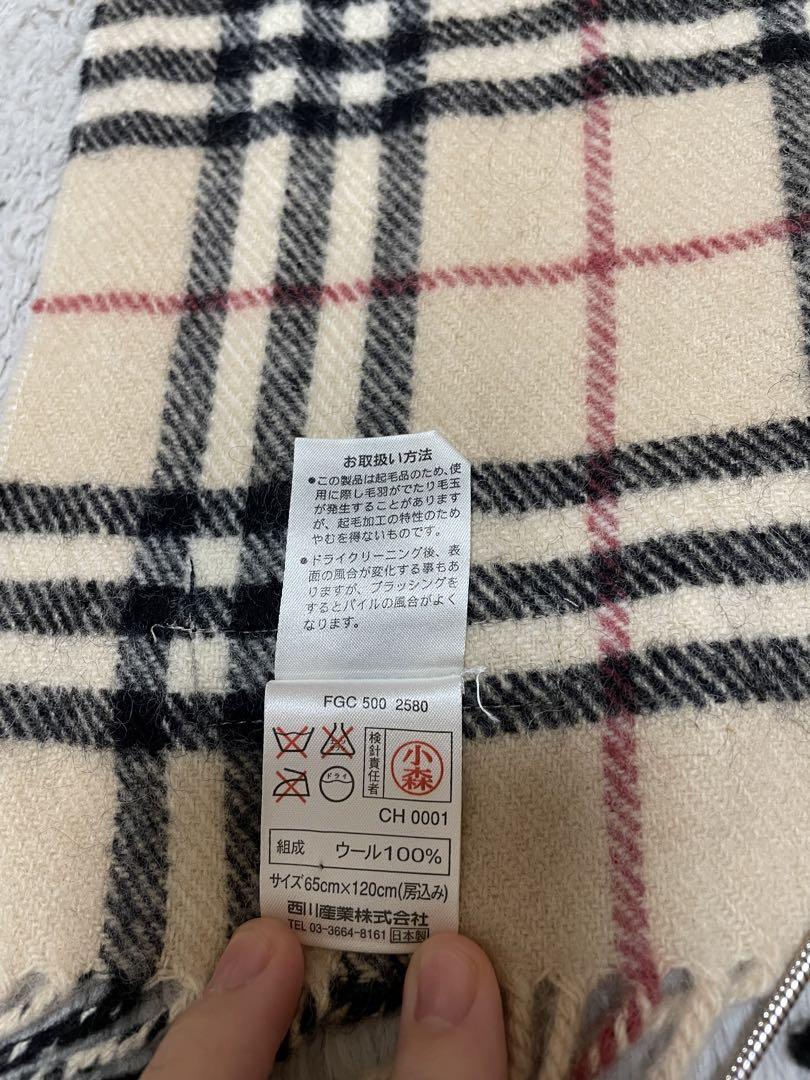 お取扱い方法
●この製品は起毛品のため、使
用に際し毛羽がでたり毛玉
が発生することがあります
が、起毛加工の特性のため
やむを得ないものです。
●ドライクリーニング後、表
面の風合が変化する事もあ
りますが、ブラッシングを
するとパイルの風合がよく
なります。
FGC 500 2580
ドライ
検針責任者
小森
CH 0001
組成 ウール100%
サイズ65cm×120cm(房込み)
西川産業株式会社
TEL 03-3664-8161 日本製